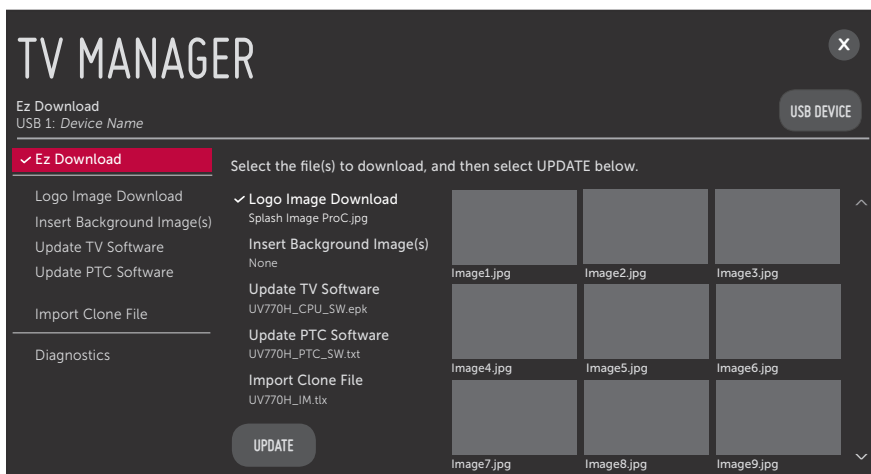 TV MANAGER
X
Ez Download
USB 1: Device Name
USB DEVICE
Ez Download
Logo Image Download
Insert Background Image(s)
Update TV Software
Update PTC Software
Import Clone File
Diagnostics
Select the file(s) to download, and then select UPDATE below.
Logo Image Download
Splash Image ProC.jpg
Insert Background Image(s)
None
Update TV Software
UV770H_CPU_SW.epk
Update PTC Software
UV770H_PTC_SW.txt
Import Clone File
UV770H_IM.tlx
UPDATE
Image1.jpg
Image2.jpg
Image3.jpg
Image4.jpg
Image5.jpg
Image6.jpg
Image7.jpg
Image8.jpg
Image9.jpg